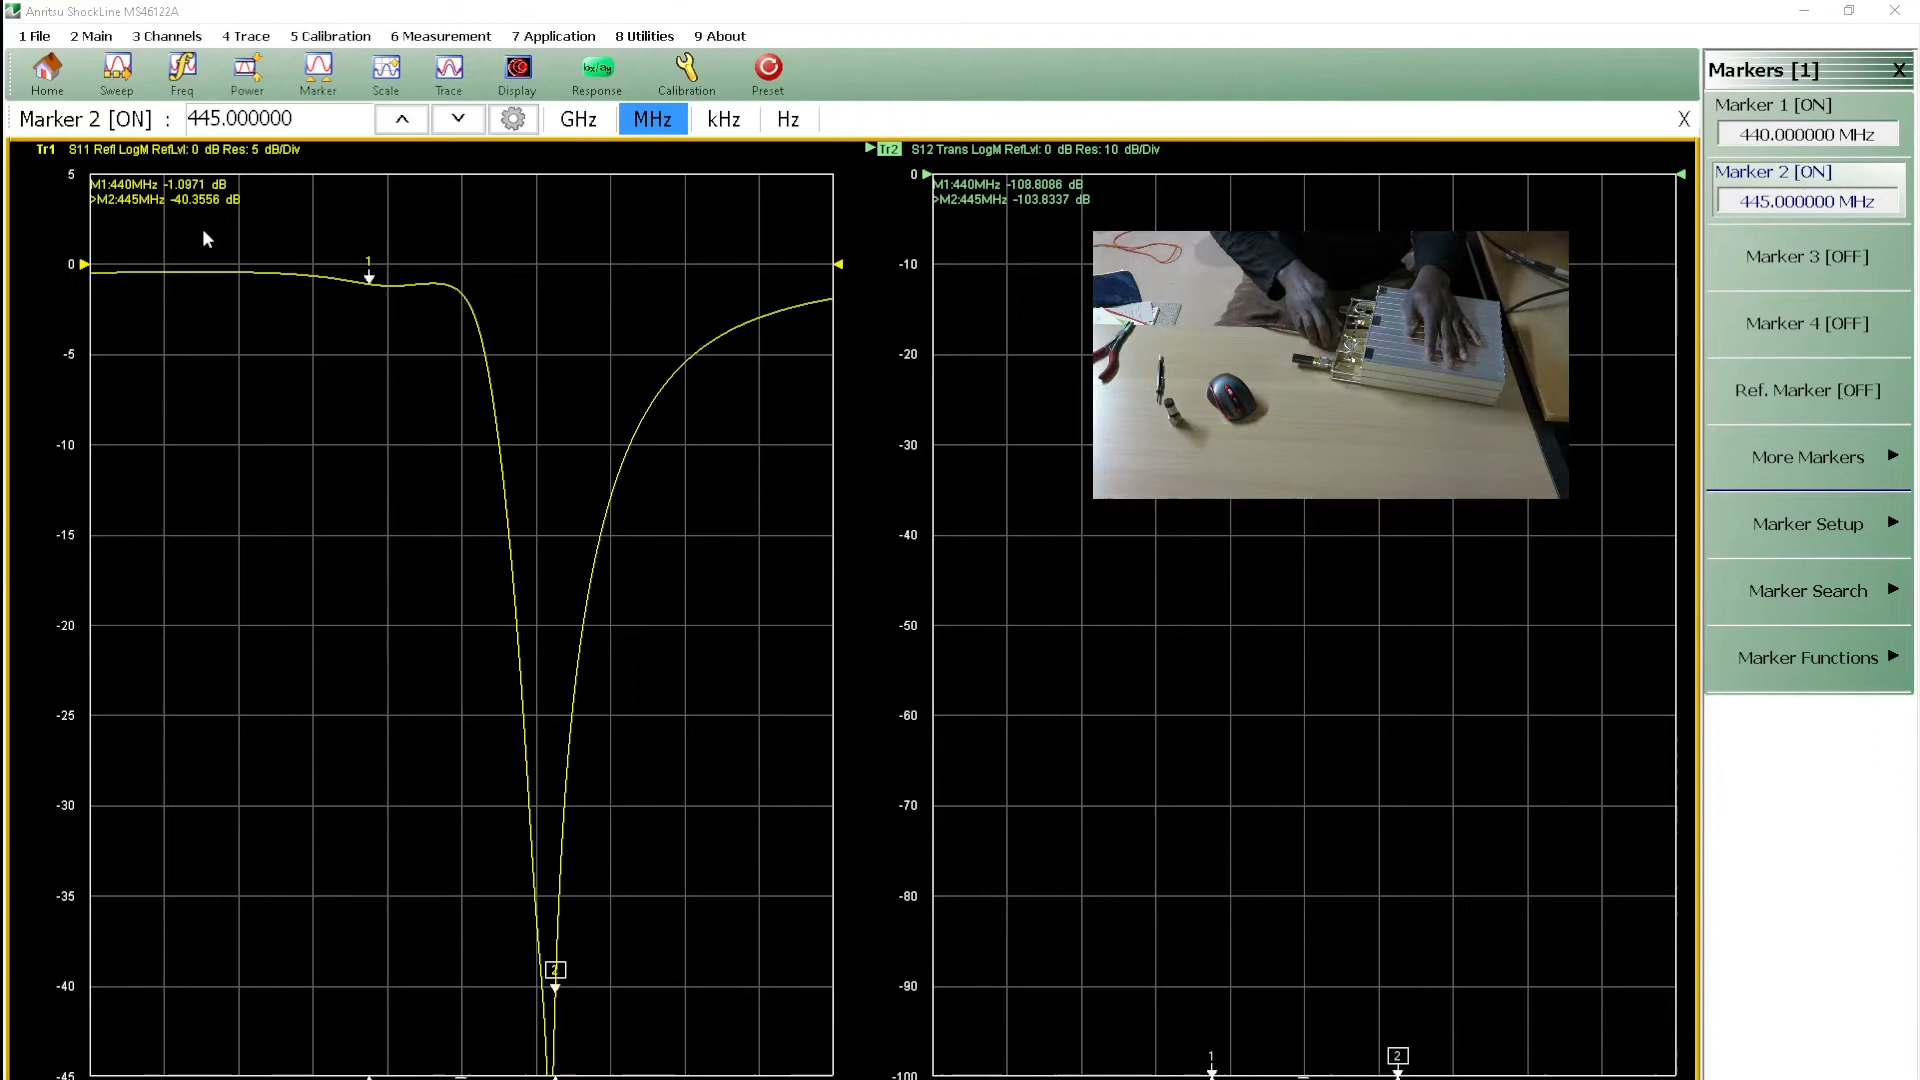 Anritsu ShockLine MS46122A
1 File 2 Main 3 Channels 4 Trace 5 Calibration 6 Measurement 7 Application 8 Utilities 9 About
Home Sweep Freq Power Marker Scale Trace Display Response Calibration Preset
bx/ay
Marker 2 [ON] : 445.000000 GHz MHz kHz Hz X
Tr1 S11 Refl LogM RefLvl: 0 dB Res: 5 dB/Div
M1:440MHz -1.0971 dB
>M2:445MHz -40.3556 dB
5
0
-5
-10
-15
-20
-25
-30
-35
-40
-45
1
2
Tr2 S12 Trans LogM RefLvl: 0 dB Res: 10 dB/Div
M1:440MHz -108.8086 dB
>M2:445MHz -103.8337 dB
0
-10
-20
-30
-40
-50
-60
-70
-80
-90
-100
1
2
Markers [1] X
Marker 1 [ON]
440.000000 MHz
Marker 2 [ON]
445.000000 MHz
Marker 3 [OFF]
Marker 4 [OFF]
Ref. Marker [OFF]
More Markers
Marker Setup
Marker Search
Marker Functions